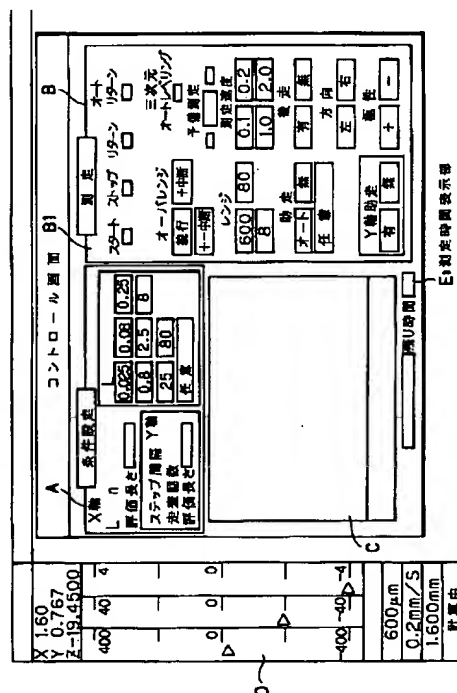 コントロール画面
A
条件設定
X軸
L n
評価長さ
ステップ間隔 Y軸
走査回数
評価長さ
0.025 0.08 0.25
0.8 2.5 8
25 80
任意
B1
B
測定
スタート ストップ リターン オートリターン
オーバレンジ
続行 +中断
+-中断
三次元オートレベリング
予備測定
レンジ
600 80
8
測定速度
0.1 0.2
1.0 2.0
助走
オート 無
任意
後走
有 無
方向
左 右
極性
+ -
Y軸助走
有 無
C
残り時間
E:測定時間表示部
X 1.60
Y 0.767
Z-19.4500
400 40 4
0 0
-400 -40 -4
D
600μm
0.2mm/S
1.600mm
計算中